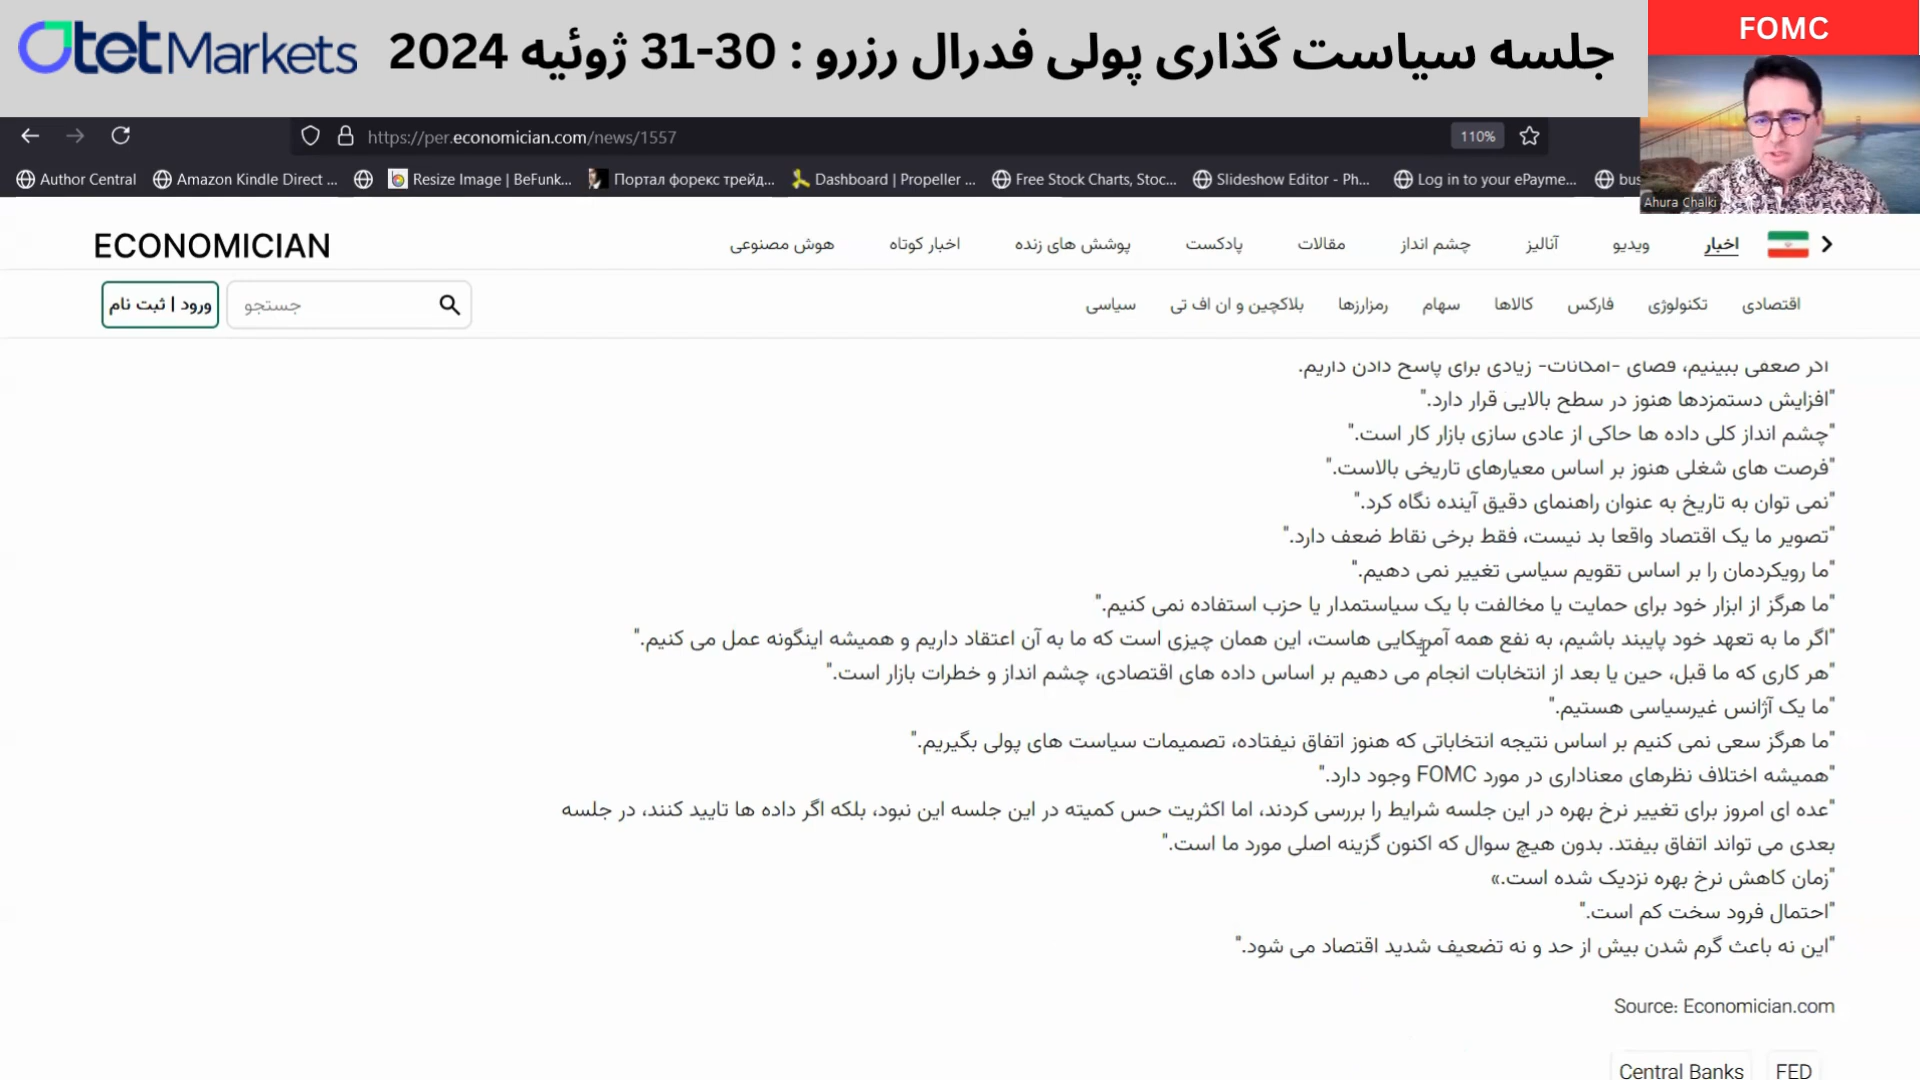 Otet Markets
جلسه سیاست گذاری پولی فدرال رزرو : 30-31 ژوئیه 2024
FOMC
https://per.economician.com/news/1557
110%
Author Central
Amazon Kindle Direct ...
Resize Image | BeFunk...
Портал форекс трейд...
Dashboard | Propeller ...
Free Stock Charts, Stoc...
Slideshow Editor - Ph...
Log in to your ePayme...
bus
Ahura Chalki
ECONOMICIAN
اخبار
ویدیو
آنالیز
چشم انداز
مقالات
پادکست
پوشش های زنده
اخبار کوتاه
هوش مصنوعی
اقتصادی
تکنولوژی
فارکس
کالاها
سهام
رمزارزها
بلاکچین و ان اف تی
سیاسی
جستجو
ورود | ثبت نام
اگر ضعفی ببینیم، فضای -امکانات- زیادی برای پاسخ دادن داریم.
"افزایش دستمزدها هنوز در سطح بالایی قرار دارد."
"چشم انداز کلی داده ها حاکی از عادی سازی بازار کار است."
"فرصت های شغلی هنوز بر اساس معیارهای تاریخی بالاست."
"نمی توان به تاریخ به عنوان راهنمای دقیق آینده نگاه کرد."
"تصویر ما یک اقتصاد واقعا بد نیست، فقط برخی نقاط ضعف دارد."
"ما رویکردمان را بر اساس تقویم سیاسی تغییر نمی دهیم."
"ما هرگز از ابزار خود برای حمایت یا مخالفت با یک سیاستمدار یا حزب استفاده نمی کنیم."
"اگر ما به تعهد خود پایبند باشیم، به نفع همه آمریکایی هاست، این همان چیزی است که ما به آن اعتقاد داریم و همیشه اینگونه عمل می کنیم."
"هر کاری که ما قبل، حین یا بعد از انتخابات انجام می دهیم بر اساس داده های اقتصادی، چشم انداز و خطرات بازار است."
"ما یک آژانس غیرسیاسی هستیم."
"ما هرگز سعی نمی کنیم بر اساس نتیجه انتخاباتی که هنوز اتفاق نیفتاده، تصمیمات سیاست های پولی بگیریم."
"همیشه اختلاف نظرهای معناداری در مورد FOMC وجود دارد."
"عده ای امروز برای تغییر نرخ بهره در این جلسه شرایط را بررسی کردند، اما اکثریت حس کمیته در این جلسه این نبود، بلکه اگر داده ها تایید کنند، در جلسه
بعدی می تواند اتفاق بیفتد. بدون هیچ سوال که اکنون گزینه اصلی مورد ما است."
"زمان کاهش نرخ بهره نزدیک شده است.»
"احتمال فرود سخت کم است."
"این نه باعث گرم شدن بیش از حد و نه تضعیف شدید اقتصاد می شود."
Source: Economician.com
Central Banks
FED